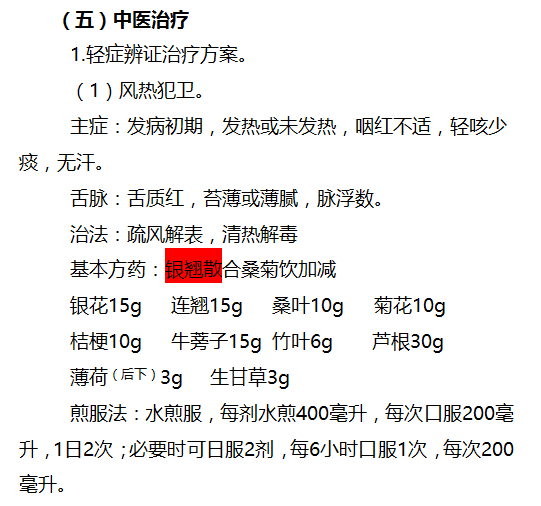 （五）中医治疗
1.轻症辨证治疗方案。
（1）风热犯卫。
主症：发病初期，发热或未发热，咽红不适，轻咳少
痰，无汗。
舌脉：舌质红，苔薄或薄腻，脉浮数。
治法：疏风解表，清热解毒
基本方药：银翘散合桑菊饮加减
银花15g 连翘15g 桑叶10g 菊花10g
桔梗10g 牛蒡子15g 竹叶6g 芦根30g
薄荷（后下）3g 生甘草3g
煎服法：水煎服，每剂水煎400毫升，每次口服200毫
升，1日2次；必要时可日服2剂，每6小时口服1次，每次200
毫升。